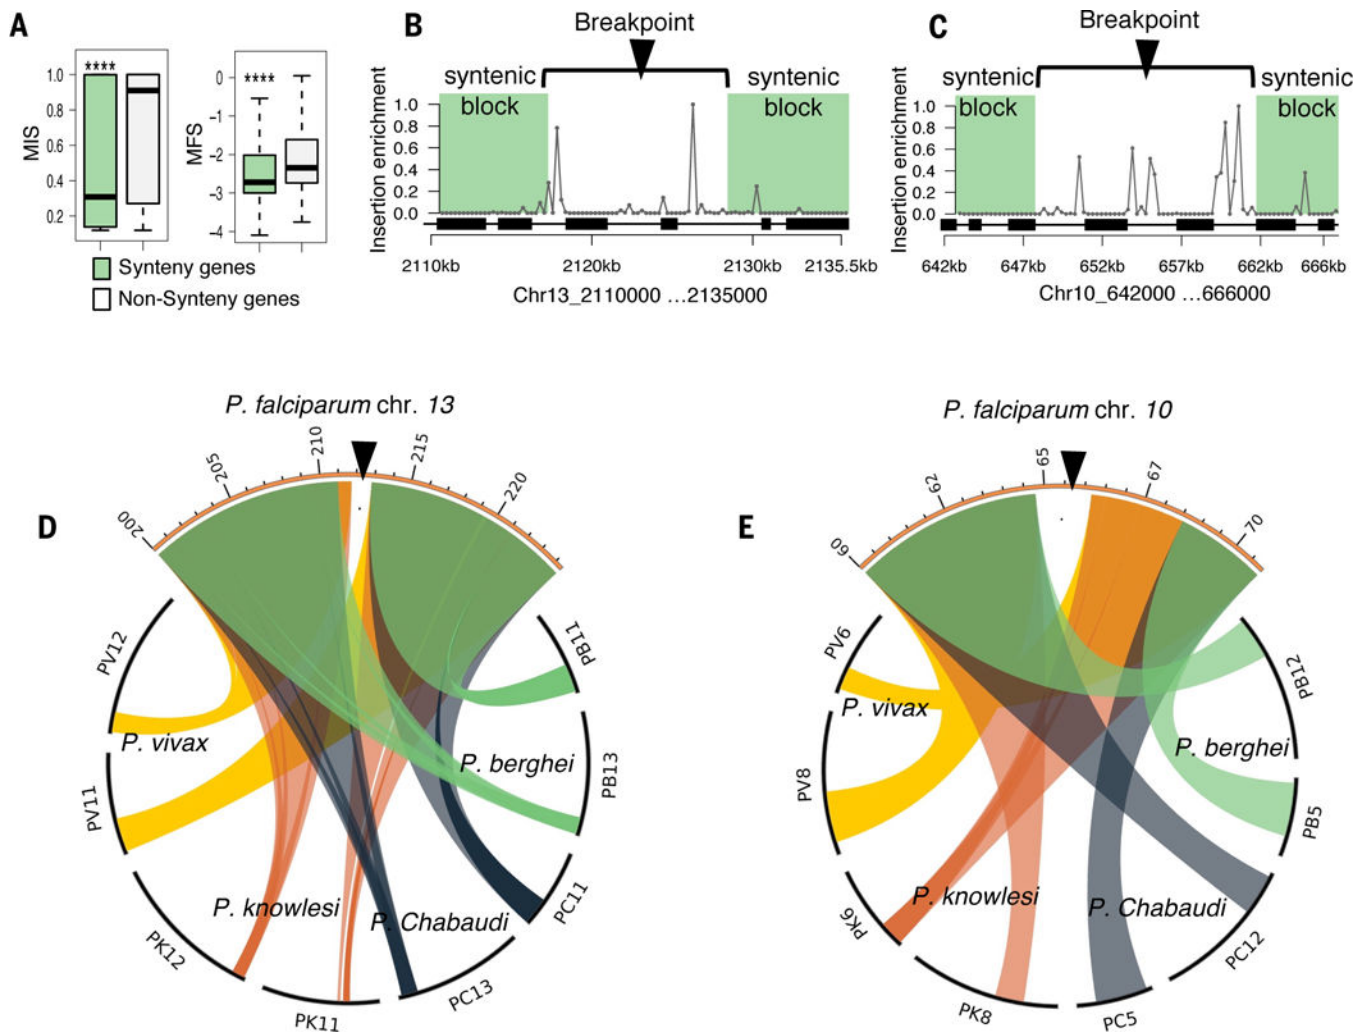 A
****
MIS
1.0
0.8
0.6
0.4
0.2
****
MFS
0
−1
−2
−3
−4
Synteny genes
Non-Synteny genes
B
Breakpoint
syntenic
block
syntenic
block
Insertion enrichment
1.0
0.8
0.6
0.4
0.2
0.0
2110kb
2120kb
2130kb
2135.5kb
Chr13_2110000 ...2135000
C
Breakpoint
syntenic
block
syntenic
block
Insertion enrichment
1.0
0.8
0.6
0.4
0.2
0.0
642kb
647kb
652kb
657kb
662kb
666kb
Chr10_642000 ...666000
D
P. falciparum chr. 13
200
205
210
215
220
PV12
P. vivax
PV11
PK12
P. knowlesi
PK11
P. Chabaudi
PC13
PC11
P. berghei
PB13
PB11
E
P. falciparum chr. 10
60
62
65
67
70
PV6
P. vivax
PV8
PK6
P. knowlesi
PK8
P. Chabaudi
PC5
PC12
P. berghei
PB5
PB12